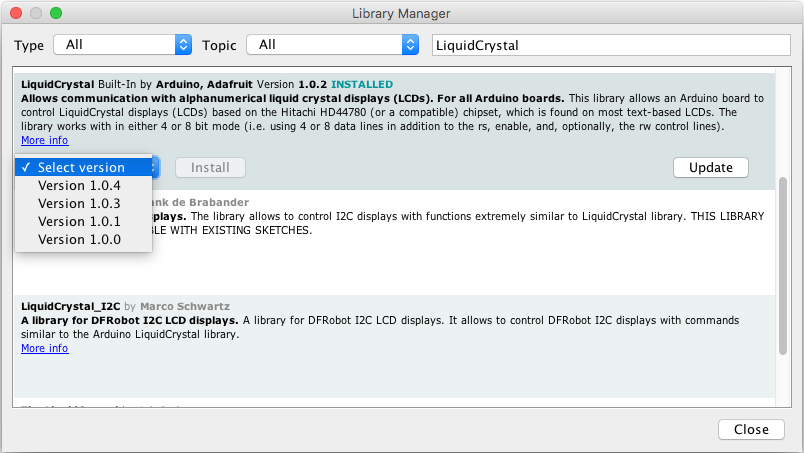 Library Manager
Type All Topic All LiquidCrystal
LiquidCrystal Built-In by Arduino, Adafruit Version 1.0.2 INSTALLED
Allows communication with alphanumerical liquid crystal displays (LCDs). For all Arduino boards. This library allows an Arduino board to
control LiquidCrystal displays (LCDs) based on the Hitachi HD44780 (or a compatible) chipset, which is found on most text-based LCDs. The
library works with in either 4 or 8 bit mode (i.e. using 4 or 8 data lines in addition to the rs, enable, and, optionally, the rw control lines).
More info
✓ Select version Install Update
Version 1.0.4
Version 1.0.3
Version 1.0.1
Version 1.0.0
de Brabander
The library allows to control I2C displays with functions extremely similar to LiquidCrystal library. THIS LIBRARY
WITH EXISTING SKETCHES.
LiquidCrystal_I2C by Marco Schwartz
A library for DFRobot I2C LCD displays. A library for DFRobot I2C LCD displays. It allows to control DFRobot I2C displays with commands
similar to the Arduino LiquidCrystal library.
More info
Close